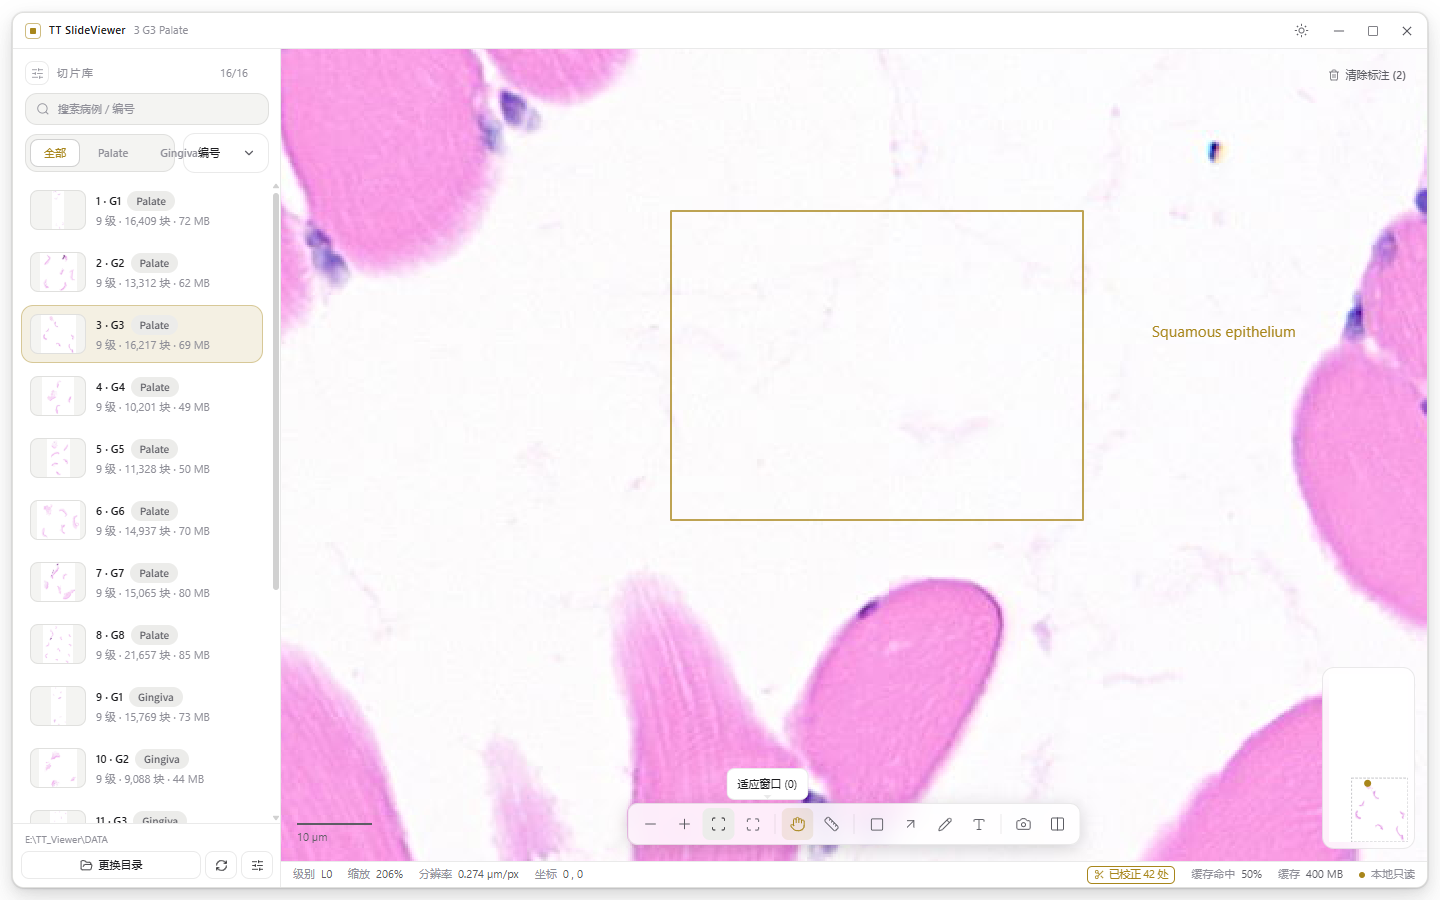 TT SlideViewer 3 G3 Palate
切片库 16/16
搜索病例 / 编号
全部 Palate Gingiva 编号
1 · G1 Palate
9 级 · 16,409 块 · 72 MB
2 · G2 Palate
9 级 · 13,312 块 · 62 MB
3 · G3 Palate
9 级 · 16,217 块 · 69 MB
4 · G4 Palate
9 级 · 10,201 块 · 49 MB
5 · G5 Palate
9 级 · 11,328 块 · 50 MB
6 · G6 Palate
9 级 · 14,937 块 · 70 MB
7 · G7 Palate
9 级 · 15,065 块 · 80 MB
8 · G8 Palate
9 级 · 21,657 块 · 85 MB
9 · G1 Gingiva
9 级 · 15,769 块 · 73 MB
10 · G2 Gingiva
9 级 · 9,088 块 · 44 MB
11 · G3 Gingiva
E:\TT_Viewer\DATA
更换目录
清除标注 (2)
Squamous epithelium
适应窗口 (0)
10 μm
级别 L0 缩放 206% 分辨率 0.274 μm/px 坐标 0 , 0
已校正 42 处 缓存命中 50% 缓存 400 MB 本地只读